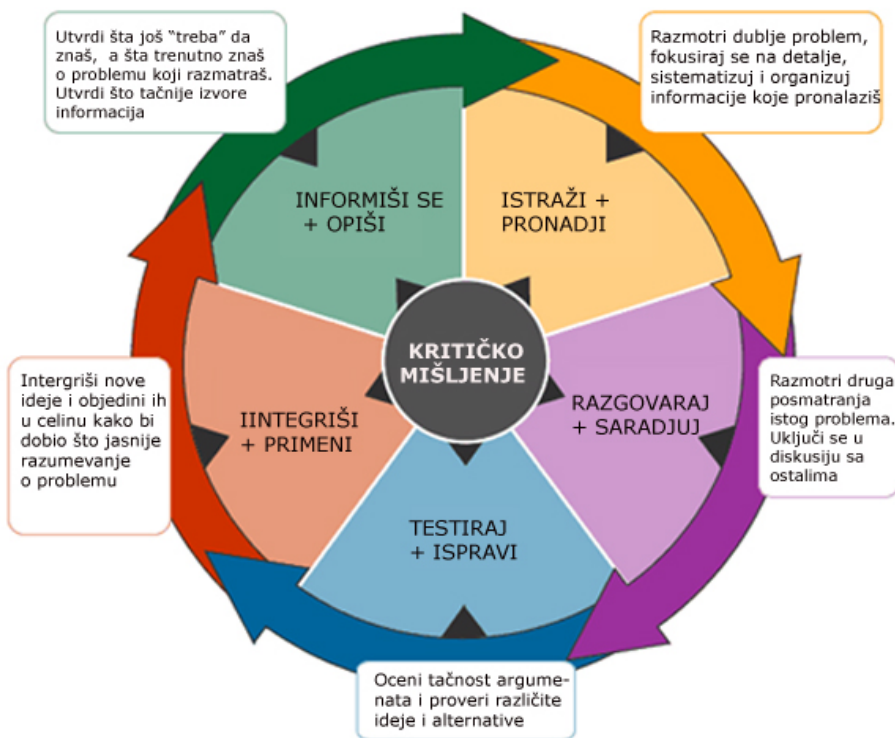 Utvrdi šta još “treba” da
znaš,  a šta trenutno znaš
o problemu koji razmatraš.
Utvrdi što tačnije izvore
informacija
Razmotri dublje problem,
fokusiraj se na detalje,
sistematizuj i organizuj
informacije koje pronalaziš
INFORMIŠI SE
+ OPIŠI
ISTRAŽI +
PRONADJI
KRITIČKO
MIŠLJENJE
Intergriši nove
ideje i objedini ih
u celinu kako bi
dobio što jasnije
razumevanje
o problemu
IINTEGRIŠI
+ PRIMENI
RAZGOVARAJ
+ SARADJUJ
Razmotri druga
posmatranja
istog problema.
Uključi se u
diskusiju sa
ostalima
TESTIRAJ
+ ISPRAVI
Oceni tačnost argume-
nata i proveri različite
ideje i alternative